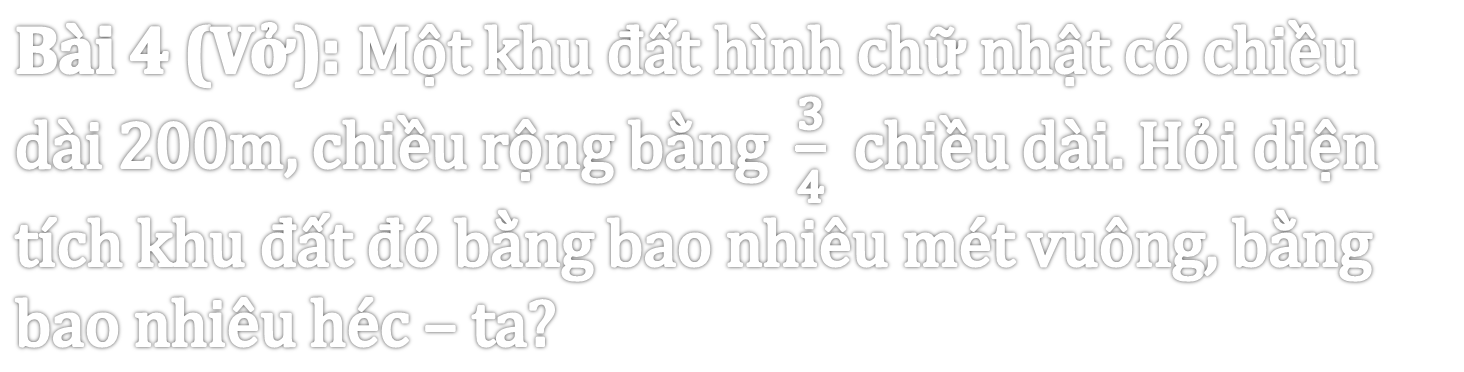 Bài 4 (Vở): Một khu đất hình chữ nhật có chiều
dài 200m, chiều rộng bằng 3/4 chiều dài. Hỏi diện
tích khu đất đó bằng bao nhiêu mét vuông, bằng
bao nhiêu héc – ta?